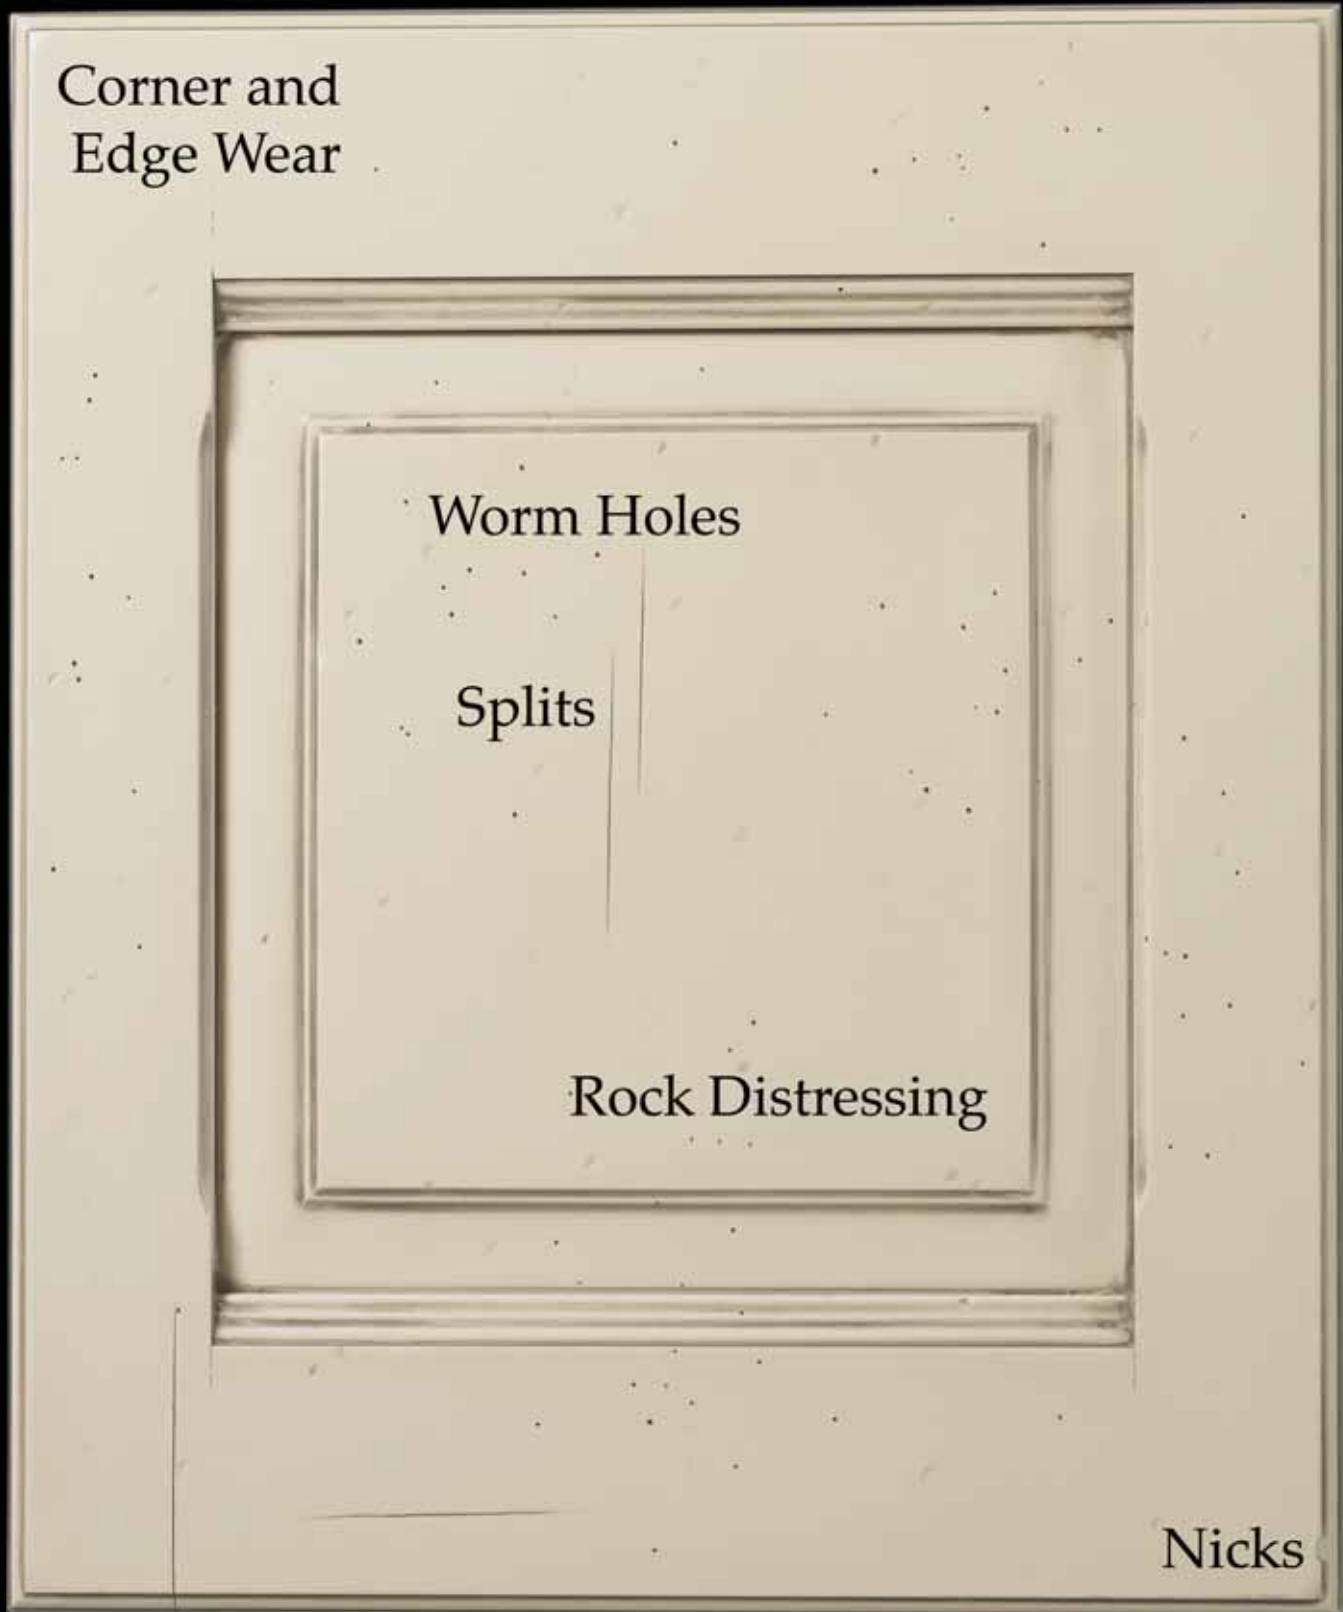 Corner and
Edge Wear
Worm Holes
Splits
Rock Distressing
Nicks